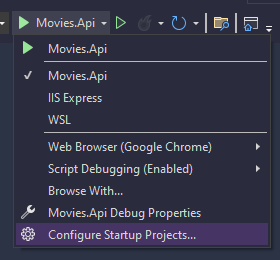 Movies.Api
Movies.Api
Movies.Api
IIS Express
WSL
Web Browser (Google Chrome)
Script Debugging (Enabled)
Browse With...
Movies.Api Debug Properties
Configure Startup Projects...